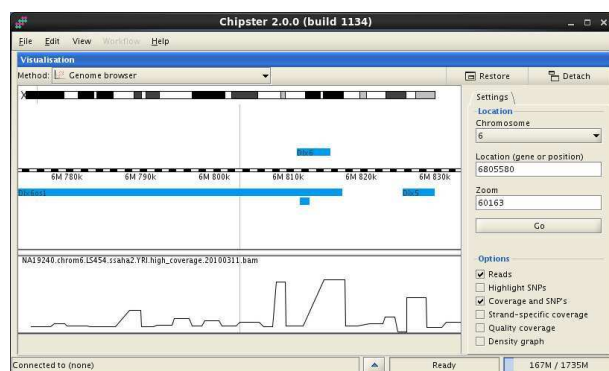 Chipster 2.0.0 (build 1134)
File Edit View Workflow Help
Visualisation
Method: Genome browser
Restore
Detach
Settings
Location
Chromosome
6
Location (gene or position)
6805580
Zoom
60163
Go
Options
Reads
Highlight SNPs
Coverage and SNP's
Strand-specific coverage
Quality coverage
Density graph
X
Dlx6
6M 780k 6M 790k 6M 800k 6M 810k 6M 820k 6M 830k
Dlx6os1 Dlx5
NA19240.chrom6.LS454.ssaha2.YRI.high_coverage.20100311.bam
Connected to (none)
Ready
167M / 1735M